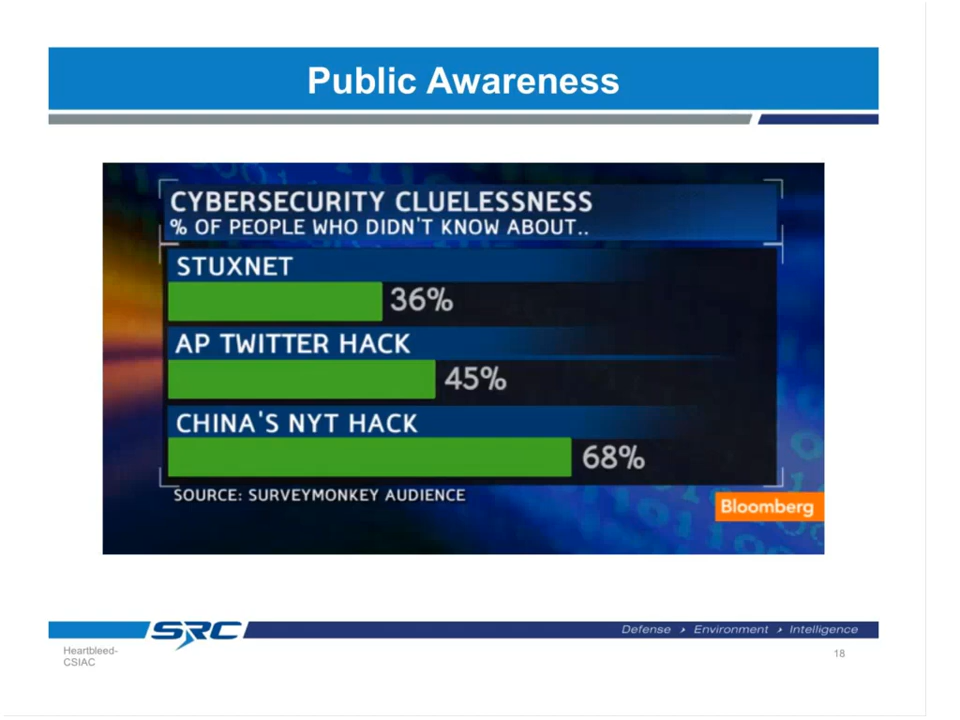 Public Awareness
CYBERSECURITY CLUELESSNESS
% OF PEOPLE WHO DIDN'T KNOW ABOUT..
STUXNET
36%
AP TWITTER HACK
45%
CHINA'S NYT HACK
68%
SOURCE: SURVEYMONKEY AUDIENCE
Bloomberg
SRC
Defense › Environment › Intelligence
Heartbleed-
CSIAC
18